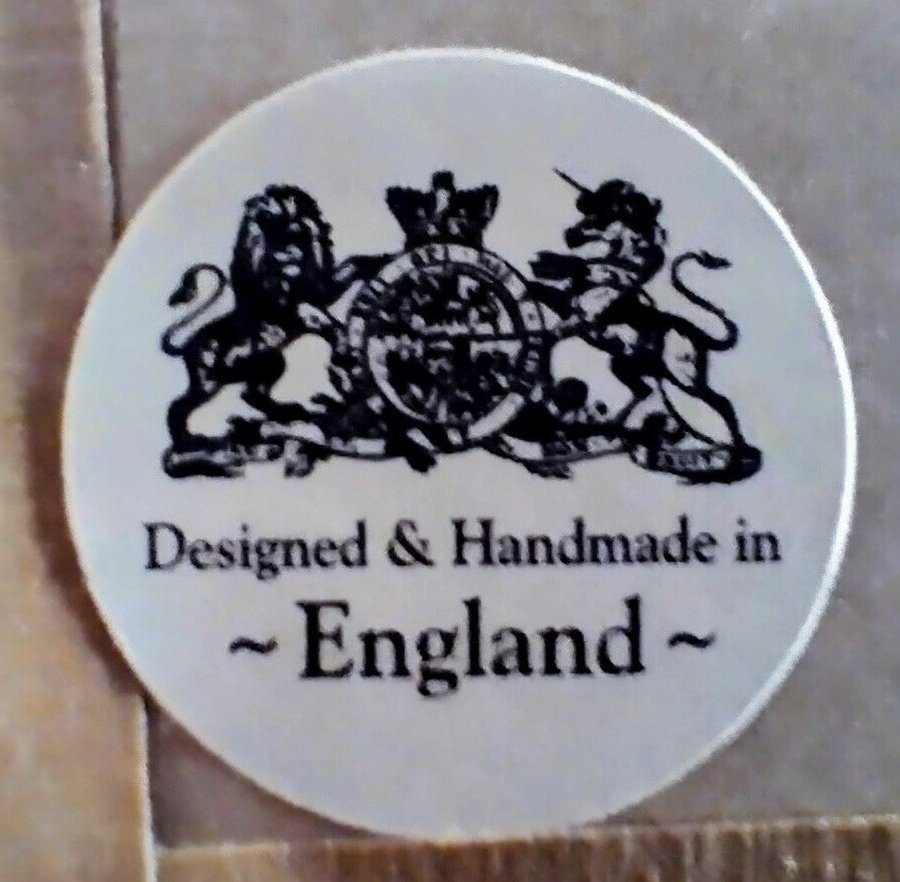 Designed & Handmade in
~ England ~